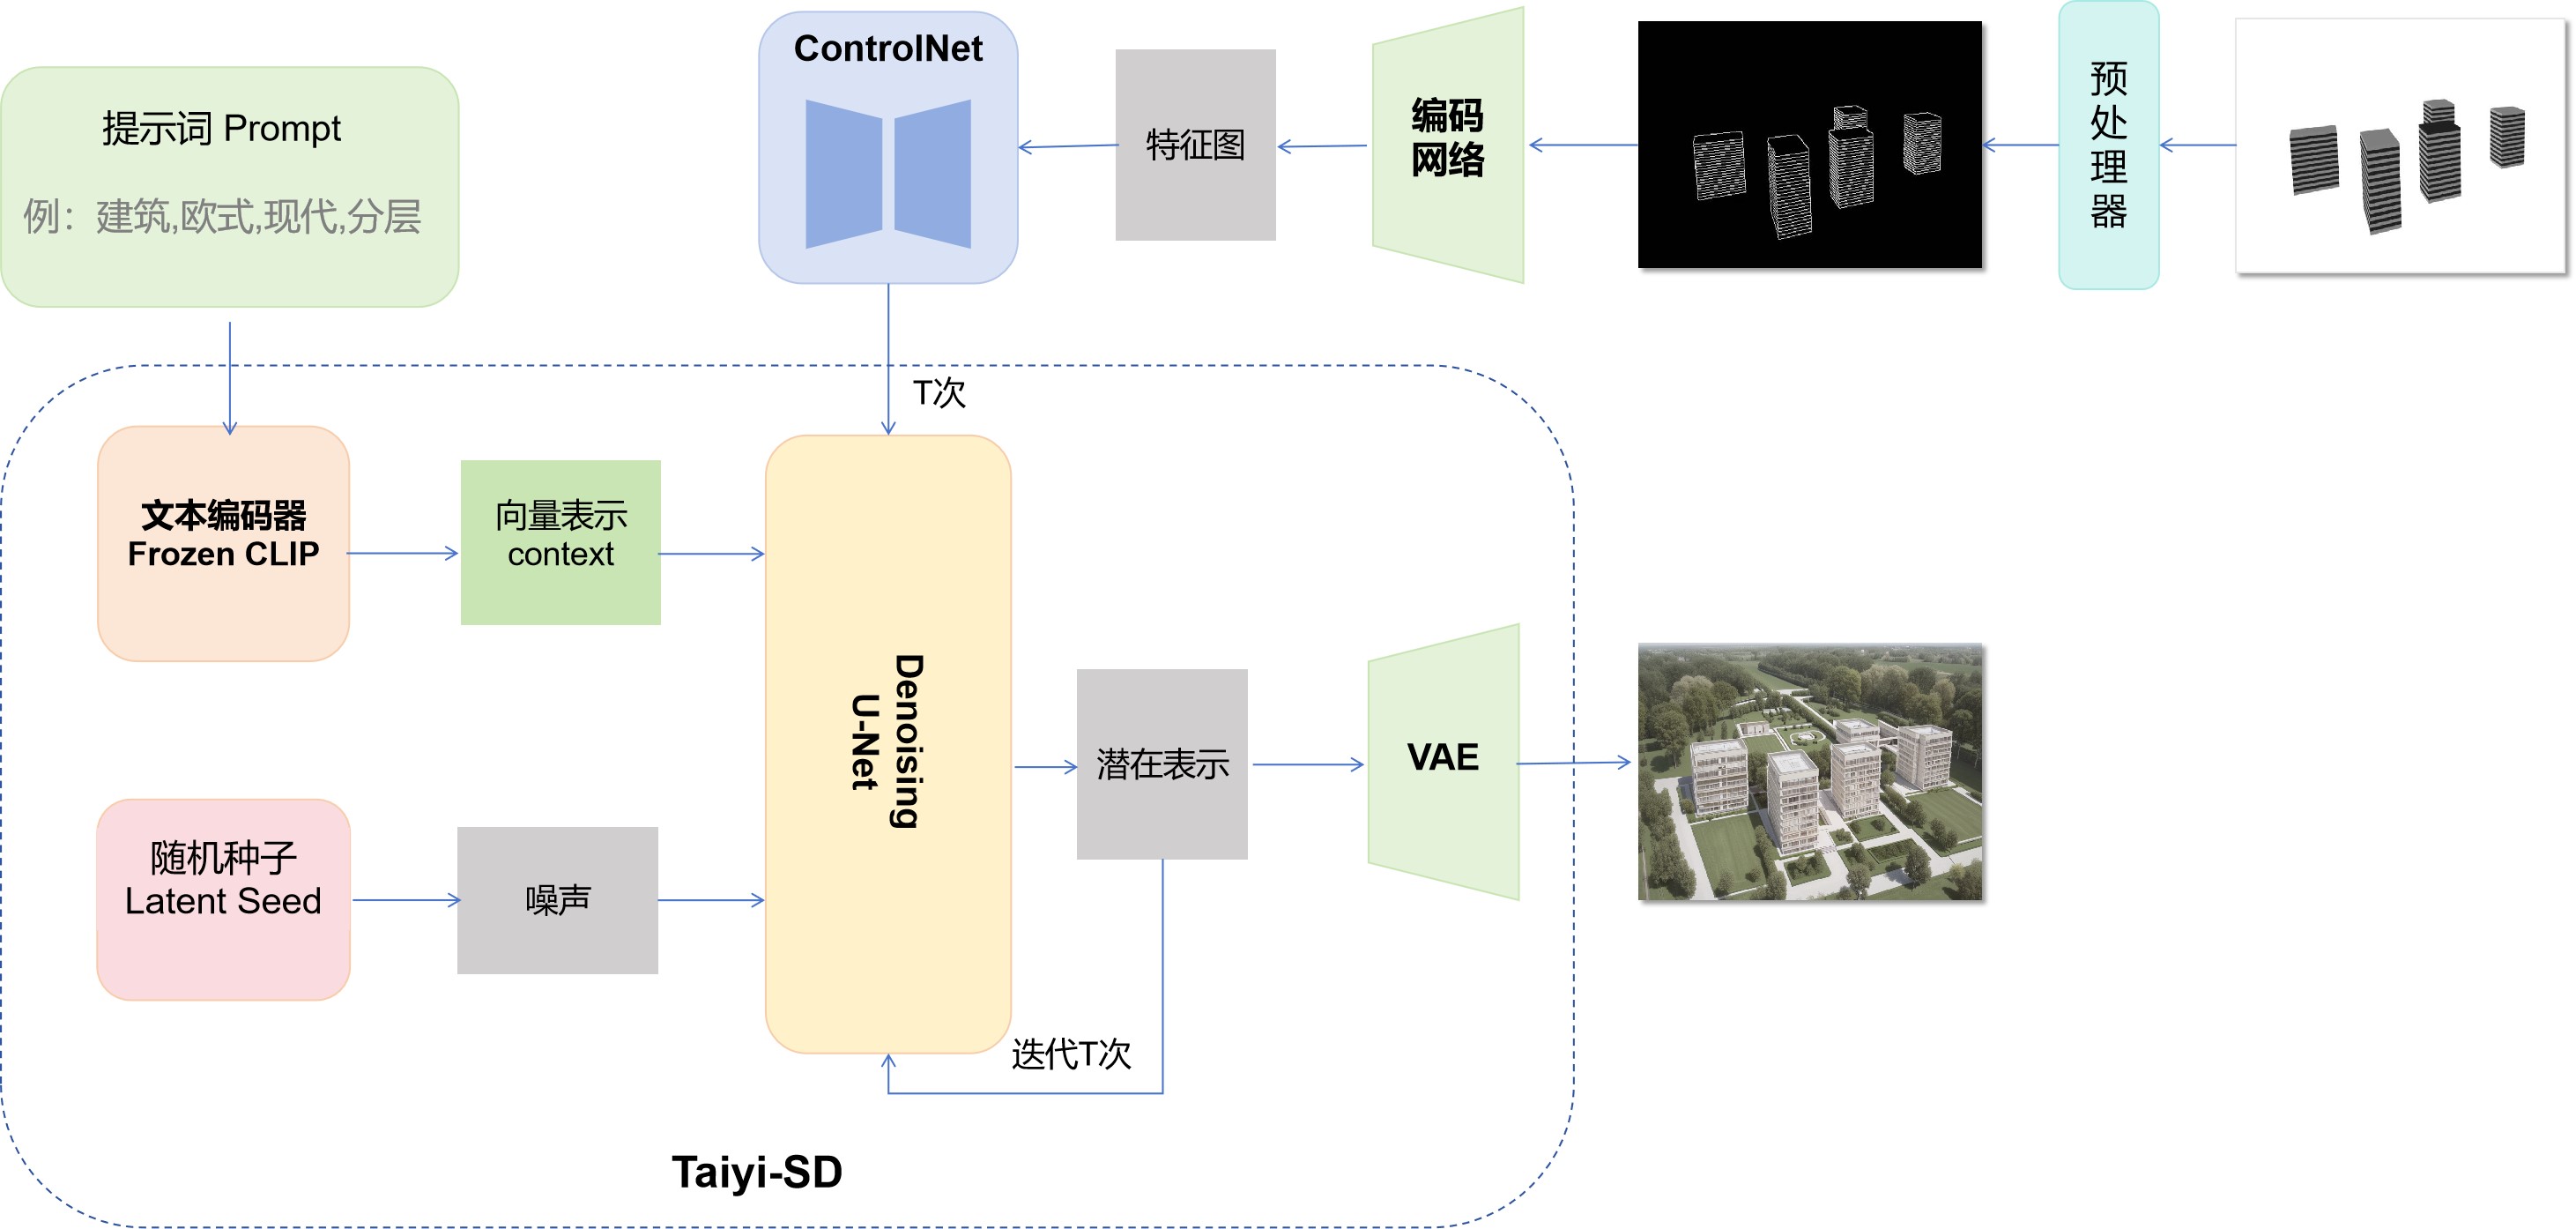 ControlNet
提示词 Prompt
例：建筑,欧式,现代,分层
特征图
编码
网络
预
处
理
器
T次
文本编码器
Frozen CLIP
向量表示
context
Denoising
U-Net
潜在表示
VAE
随机种子
Latent Seed
噪声
迭代T次
Taiyi-SD